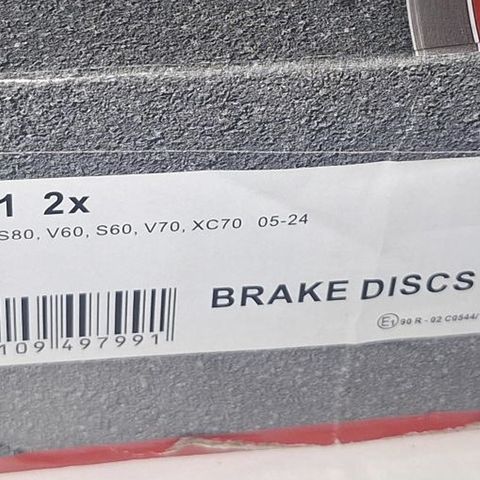 1 2x
S80, V60, S60, V70, XC70 05-24
BRAKE DISCS
E1 90 R - 02 C0544/
109 497991